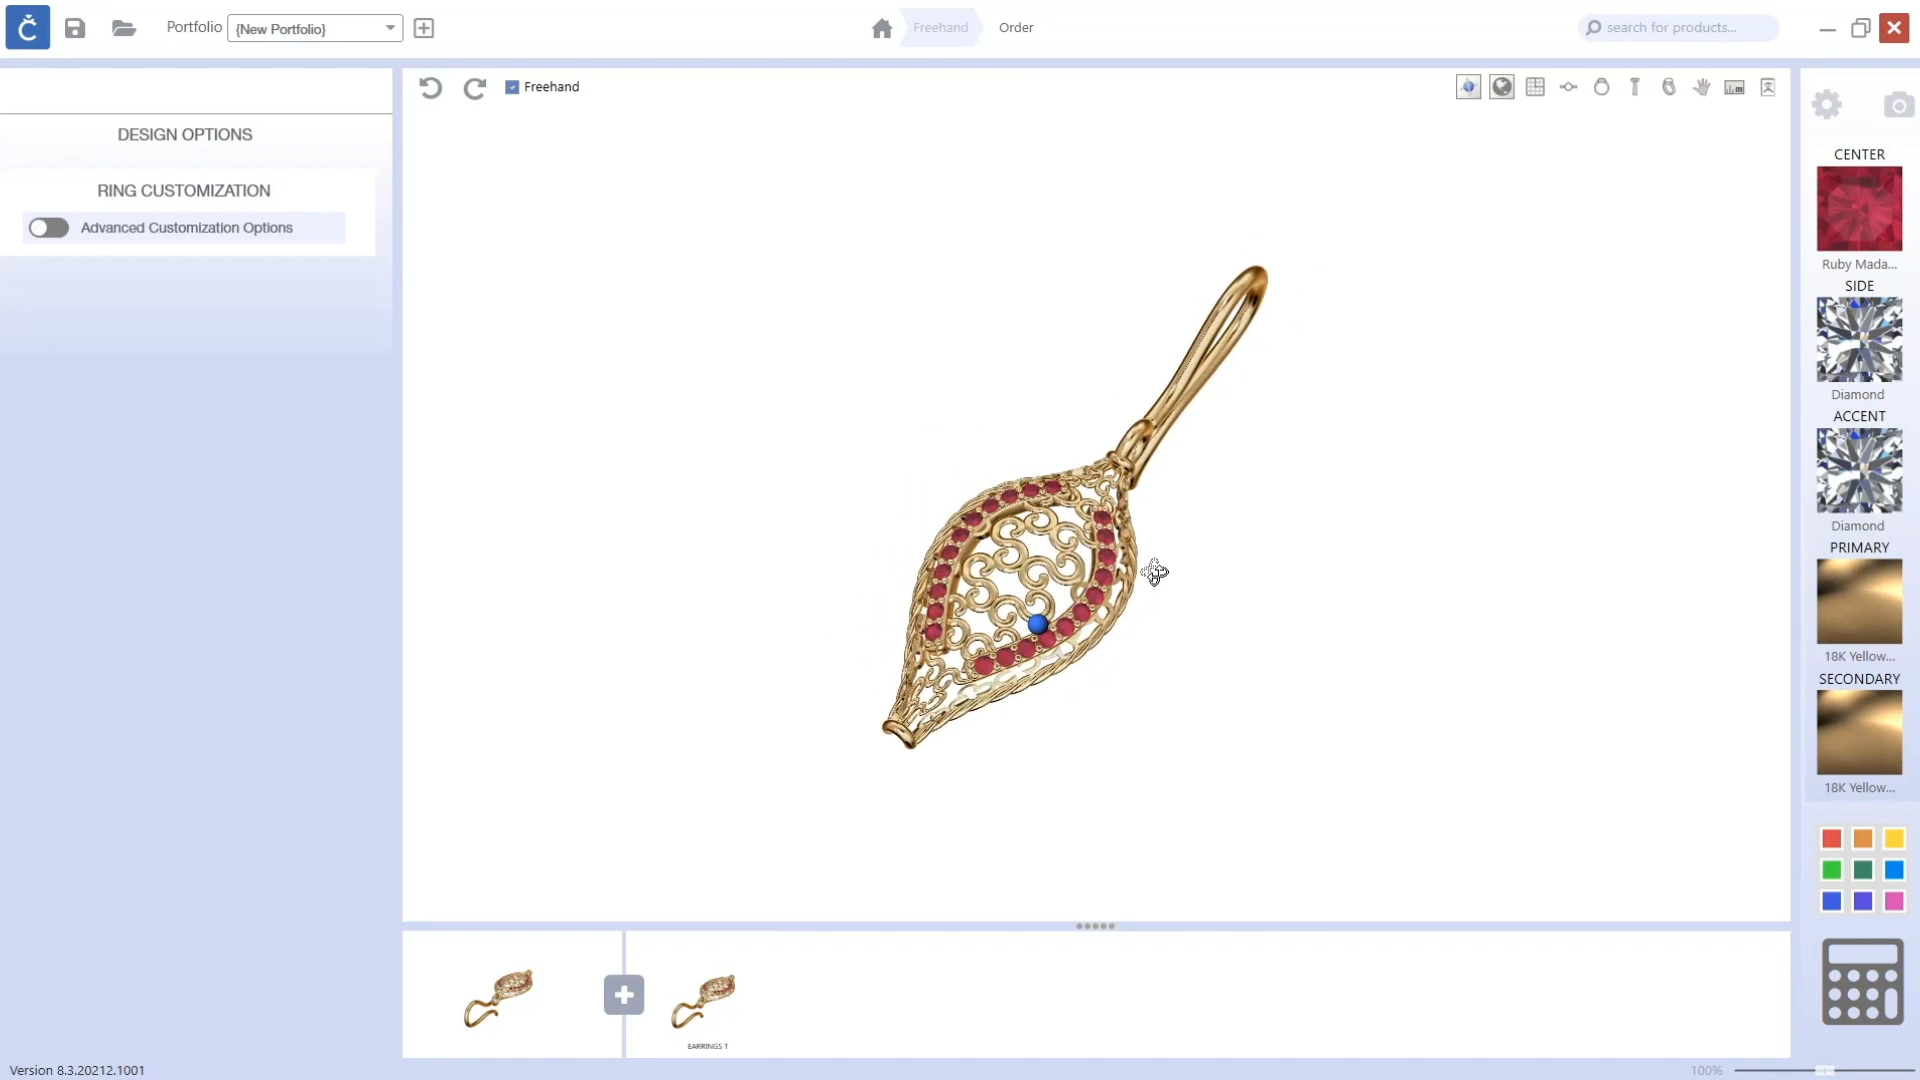 Č
Portfolio {New Portfolio}
Freehand
Order
search for products...
DESIGN OPTIONS
RING CUSTOMIZATION
Advanced Customization Options
Freehand
CENTER
Ruby Mada...
SIDE
Diamond
ACCENT
Diamond
PRIMARY
18K Yellow...
SECONDARY
18K Yellow...
EARRINGS 1
Version 8.3.20212.1001
100%